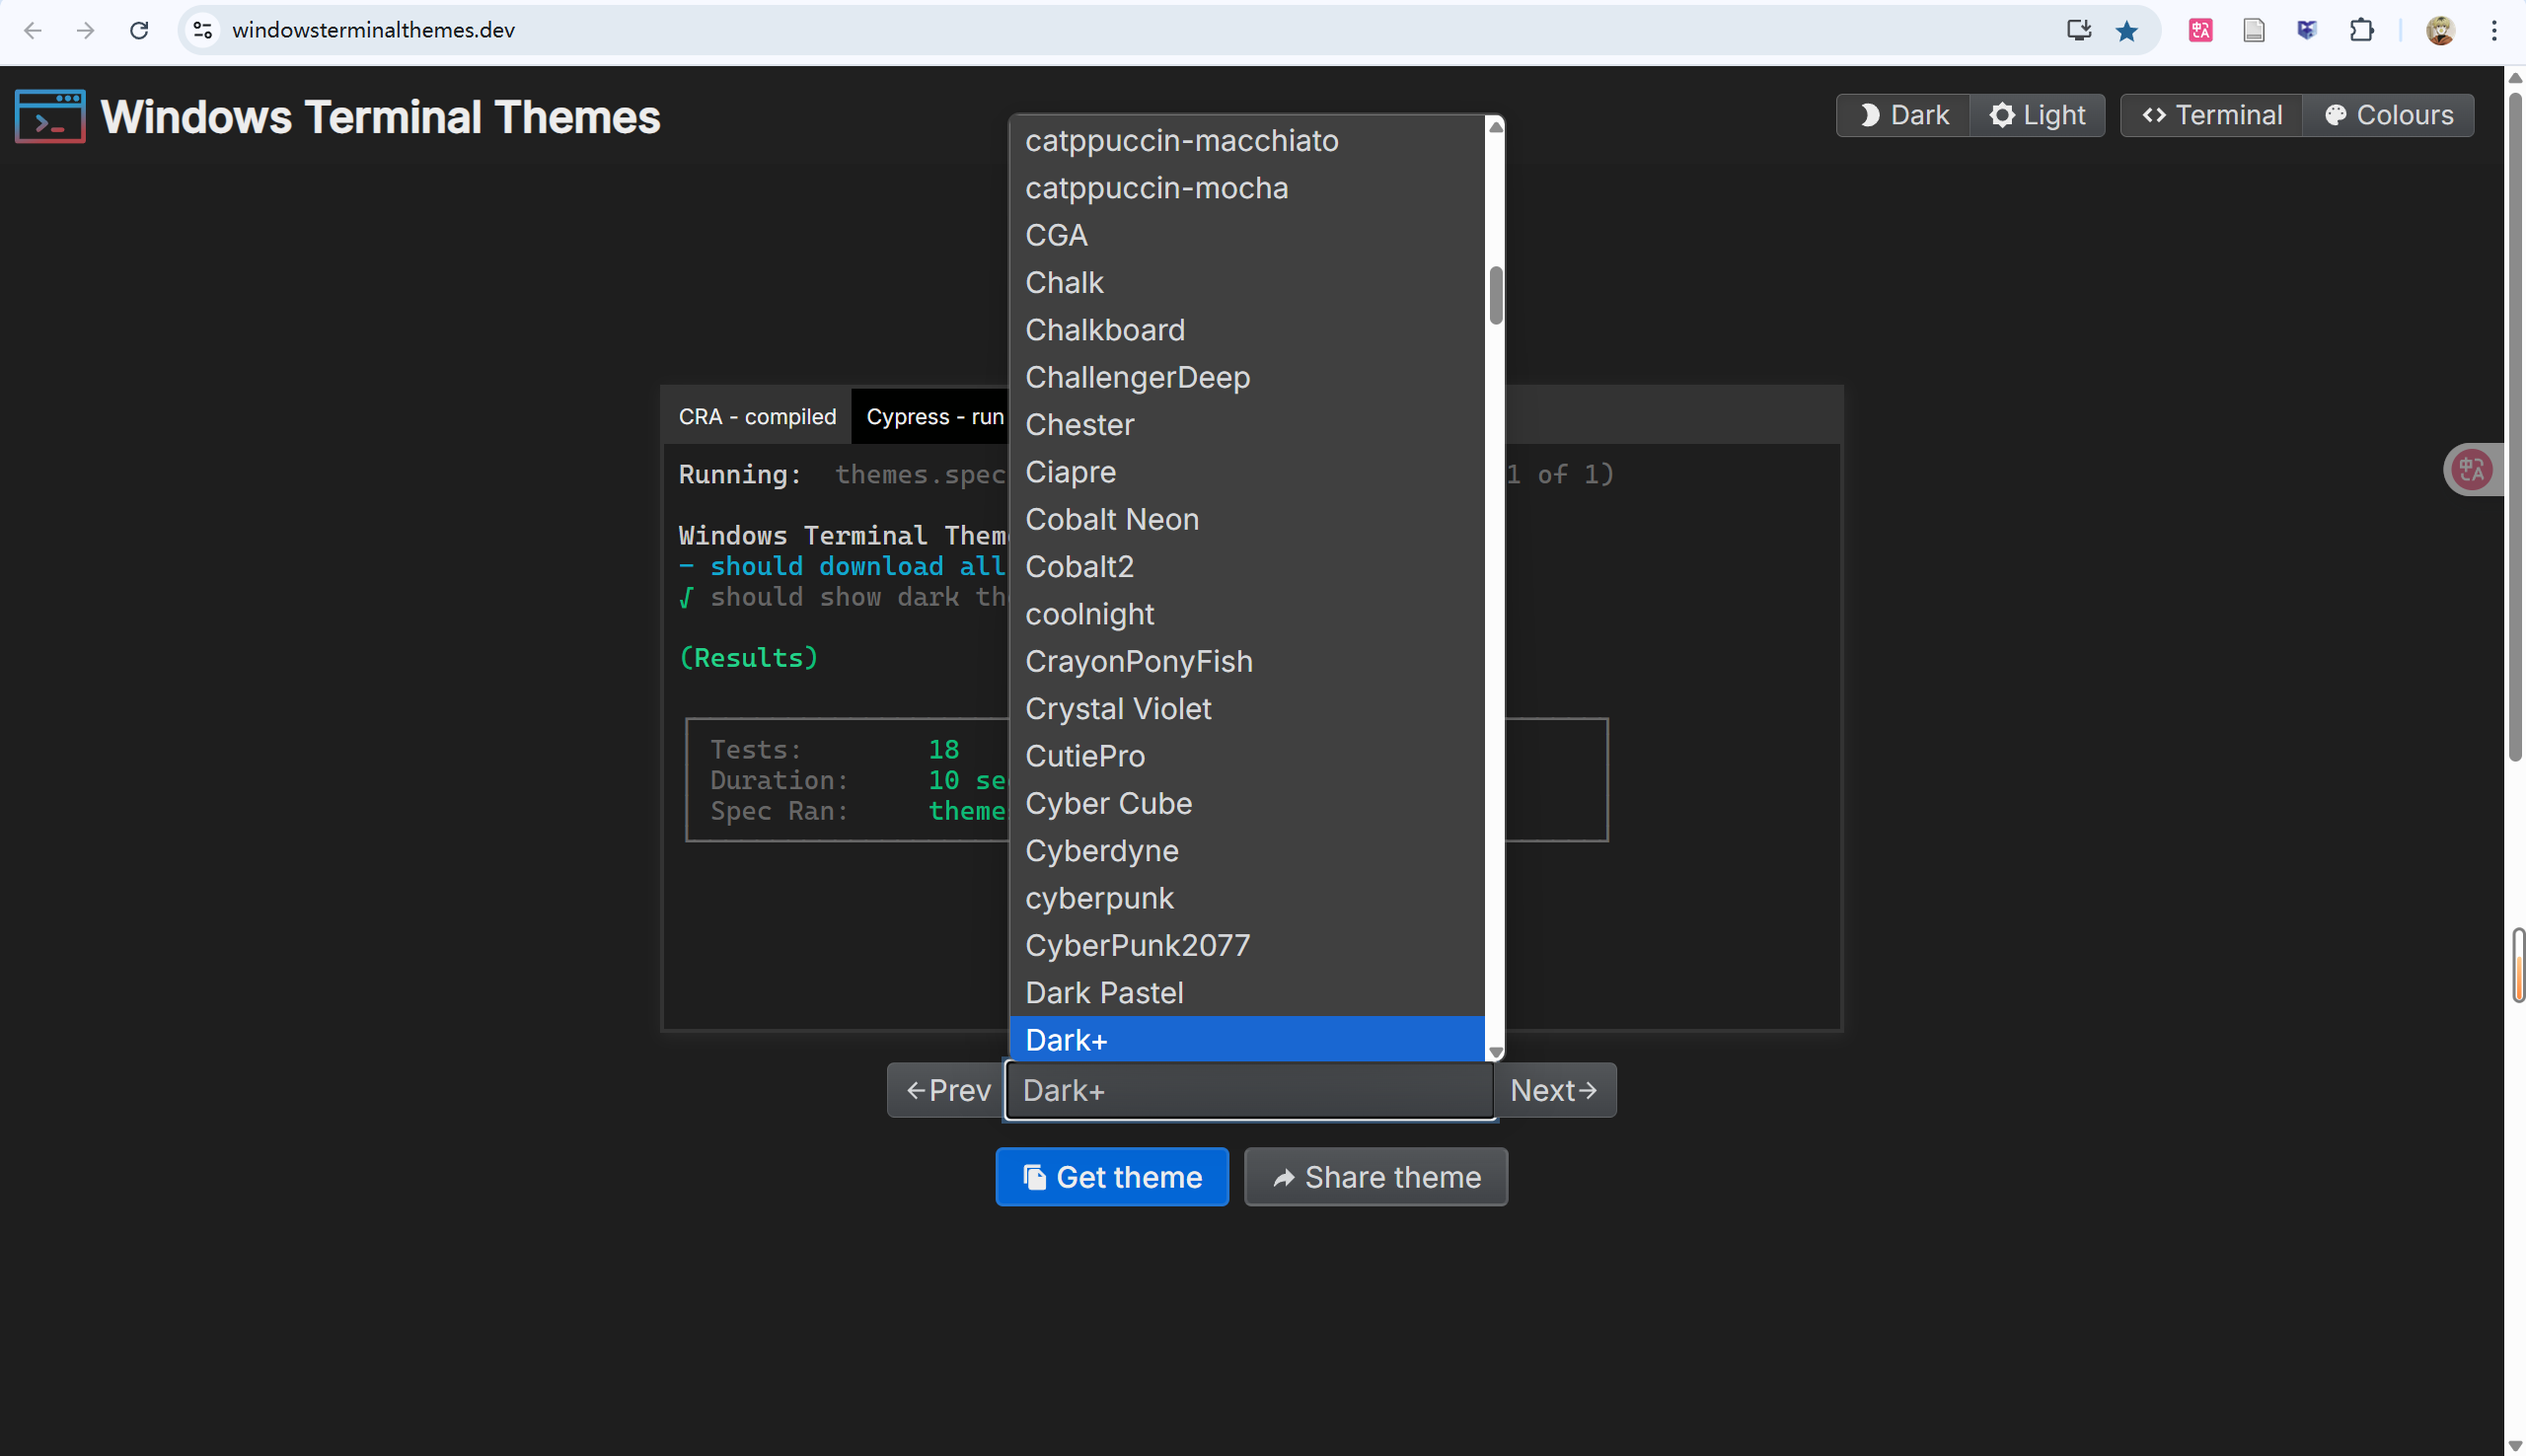 windowsterminalthemes.dev
Windows Terminal Themes
Dark
Light
Terminal
Colours
CRA - compiled
Cypress - run
Running: themes.spec
1 of 1)
Windows Terminal Them
- should download all
√ should show dark th
(Results)
Tests: 18
Duration: 10 se
Spec Ran: theme
catppuccin-macchiato
catppuccin-mocha
CGA
Chalk
Chalkboard
ChallengerDeep
Chester
Ciapre
Cobalt Neon
Cobalt2
coolnight
CrayonPonyFish
Crystal Violet
CutiePro
Cyber Cube
Cyberdyne
cyberpunk
CyberPunk2077
Dark Pastel
Dark+
←Prev
Dark+
Next→
Get theme
Share theme
中A